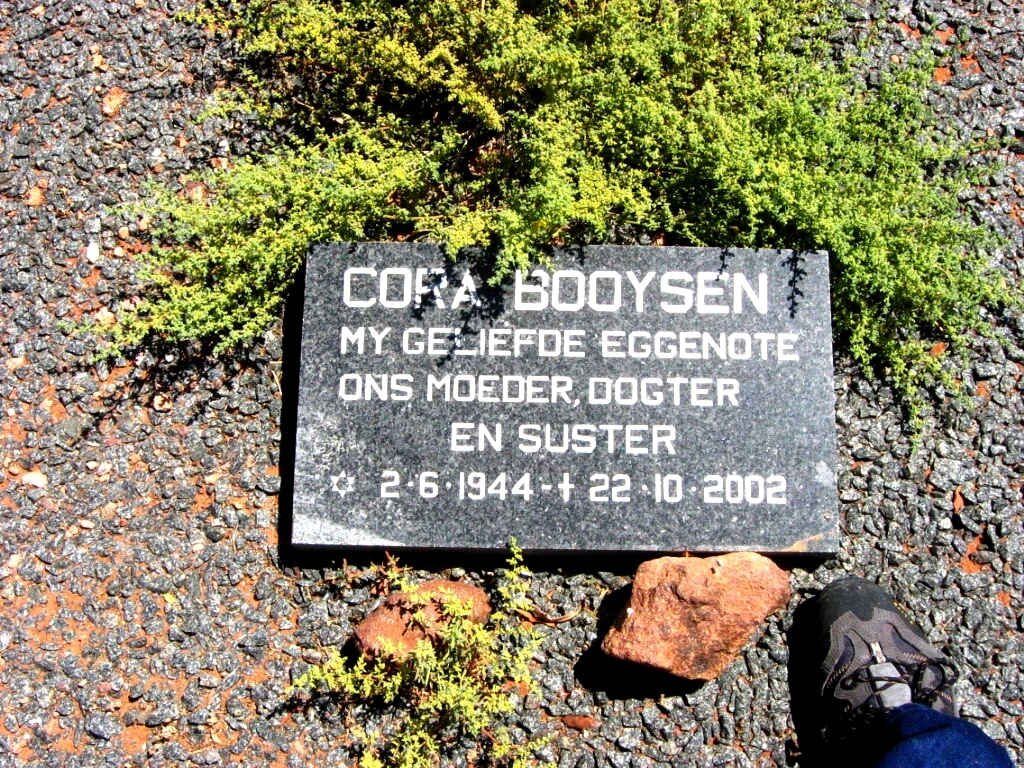 CORA BOOYSEN
MY GELIEFDE EGGENOTE
ONS MOEDER, DOGTER
EN SUSTER
✡ 2·6·1944-✝ 22·10·2002